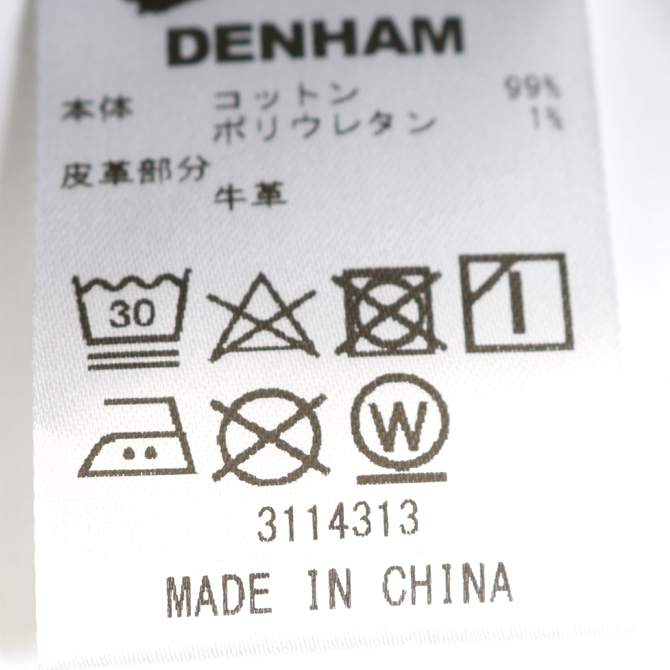 DENHAM
本体 コットン 99%
ポリウレタン 1%
皮革部分
牛革
30
W
3114313
MADE IN CHINA